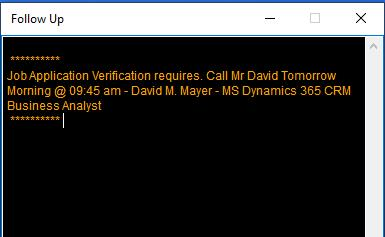 Follow Up
**********
Job Application Verification requires. Call Mr David Tomorrow
Morning @ 09:45 am - David M. Mayer - MS Dynamics 365 CRM
Business Analyst
**********